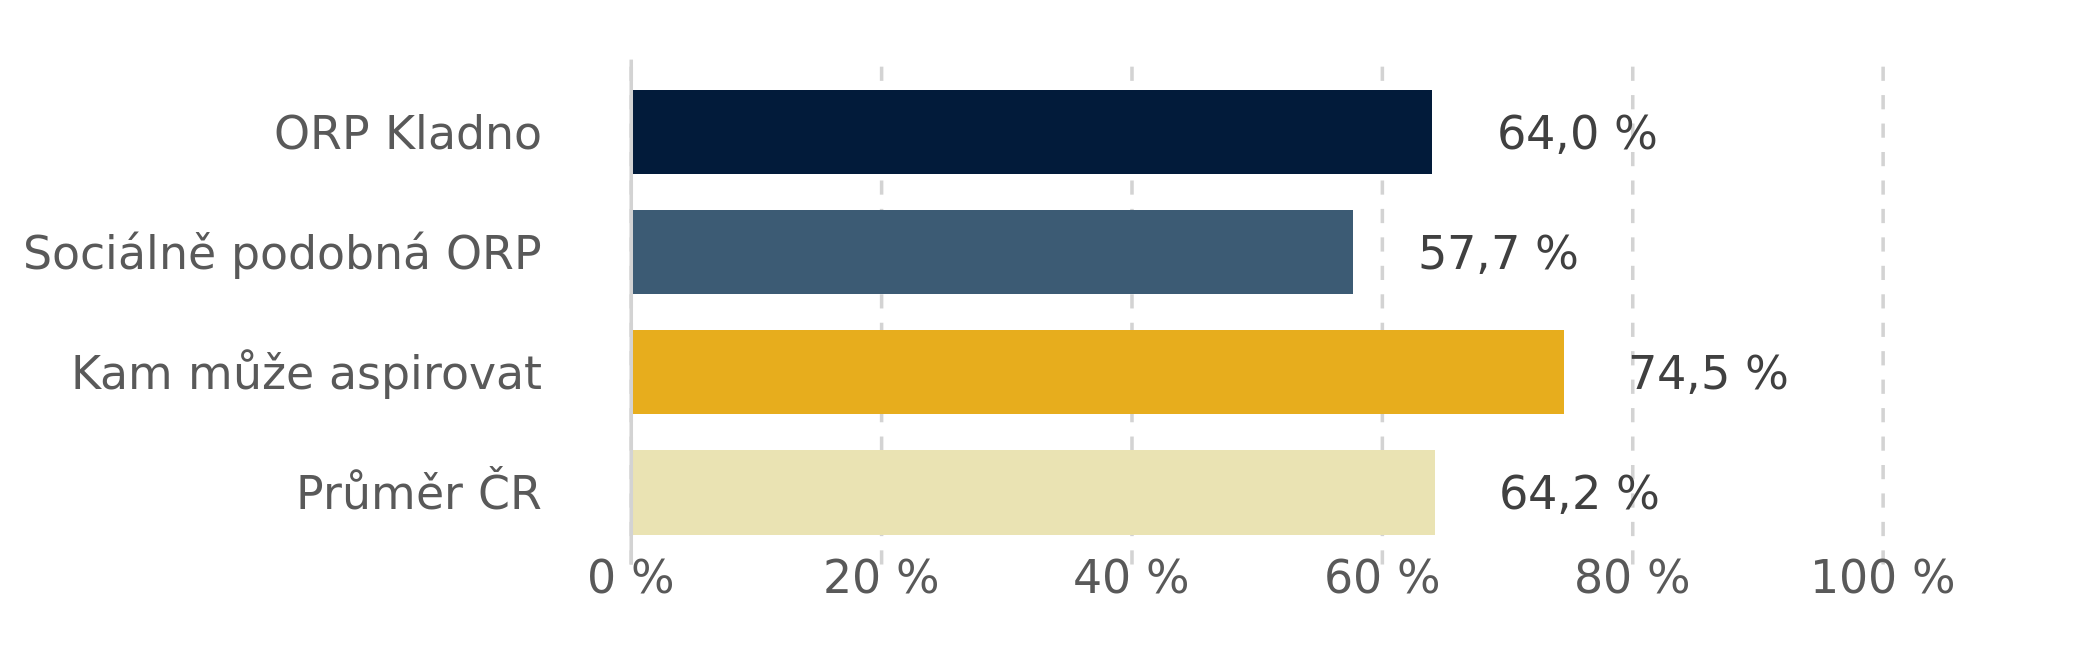 ORP Kladno 64,0 %
Sociálně podobná ORP 57,7 %
Kam může aspirovat 74,5 %
Průměr ČR 64,2 %
0 % 20 % 40 % 60 % 80 % 100 %